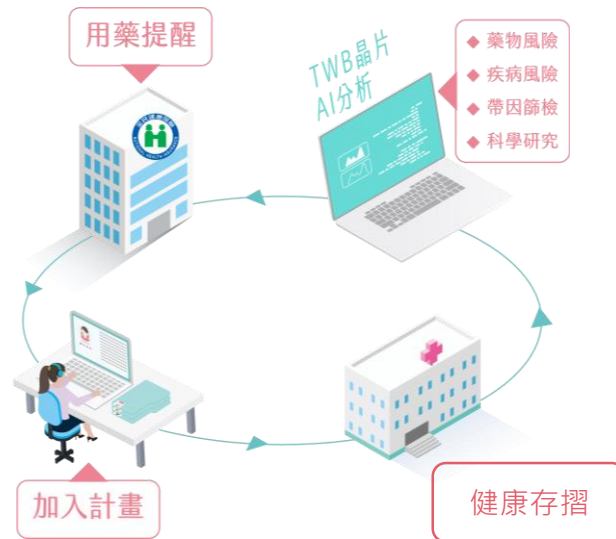 用藥提醒
TWB晶片
AI分析
◆ 藥物風險
◆ 疾病風險
◆ 帶因篩檢
◆ 科學研究
加入計畫
健康存摺